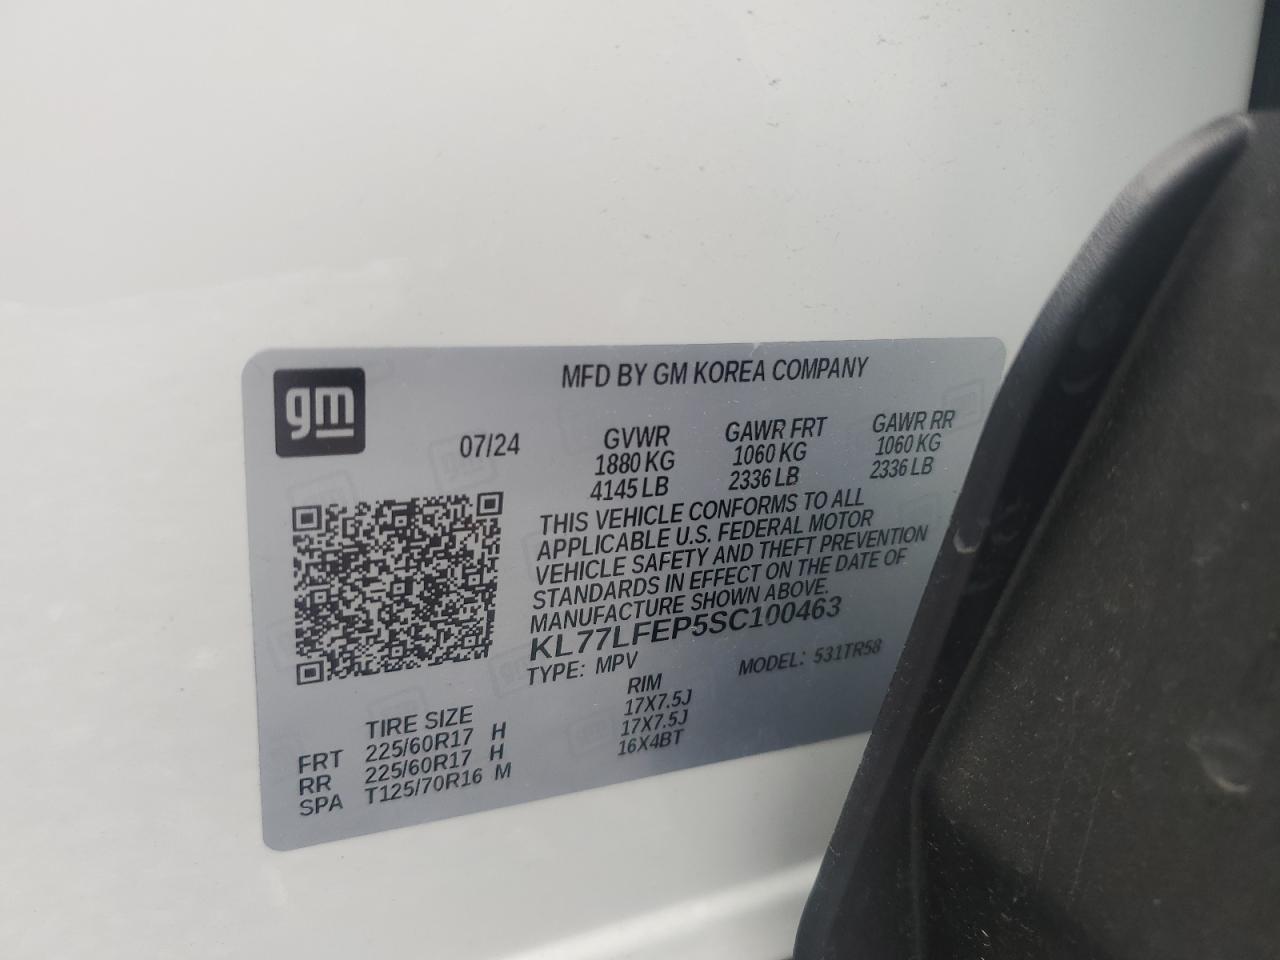 gm
MFD BY GM KOREA COMPANY
07/24
GVWR GAWR FRT GAWR RR
1880 KG 1060 KG 1060 KG
4145 LB 2336 LB 2336 LB
THIS VEHICLE CONFORMS TO ALL
APPLICABLE U.S. FEDERAL MOTOR
VEHICLE SAFETY AND THEFT PREVENTION
STANDARDS IN EFFECT ON THE DATE OF
MANUFACTURE SHOWN ABOVE.
KL77LFEP5SC100463
TYPE: MPV MODEL: 531TR58
TIRE SIZE RIM
FRT 225/60R17 H 17X7.5J
RR 225/60R17 H 17X7.5J
SPA T125/70R16 M 16X4BT